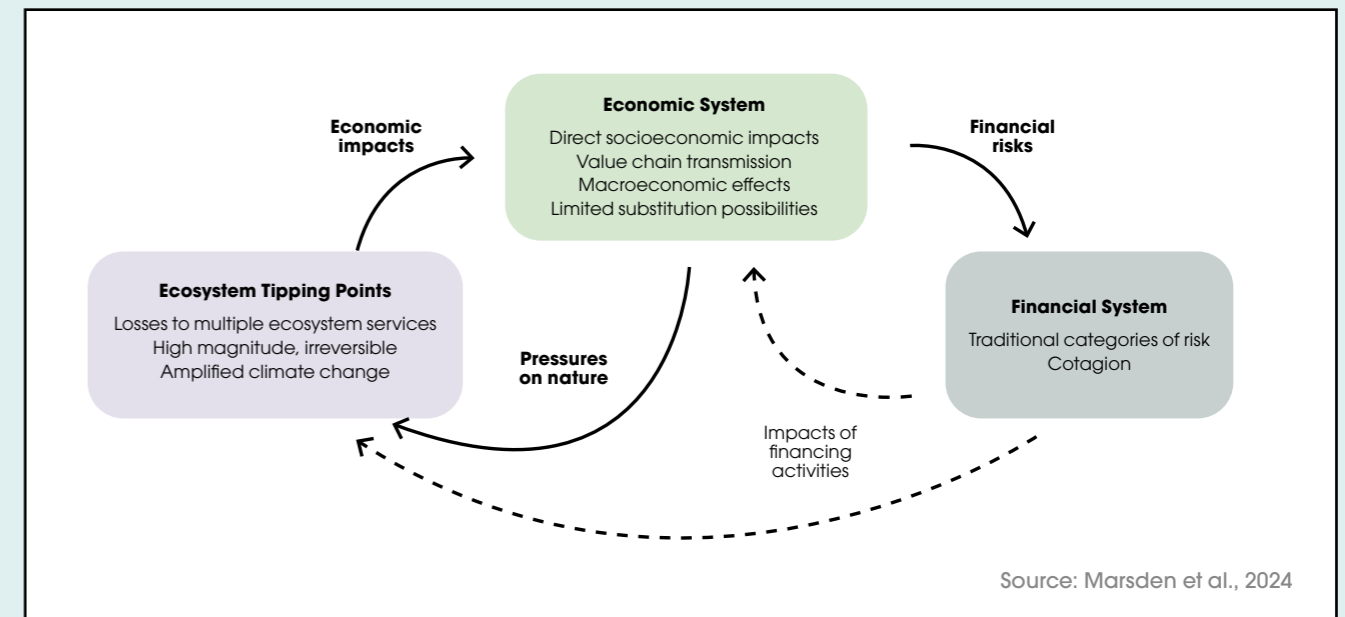 Economic
impacts
Economic System
Direct socioeconomic impacts
Value chain transmission
Macroeconomic effects
Limited substitution possibilities
Financial
risks
Ecosystem Tipping Points
Losses to multiple ecosystem services
High magnitude, irreversible
Amplified climate change
Pressures
on nature
Financial System
Traditional categories of risk
Cotagion
Impacts of
financing
activities
Source: Marsden et al., 2024